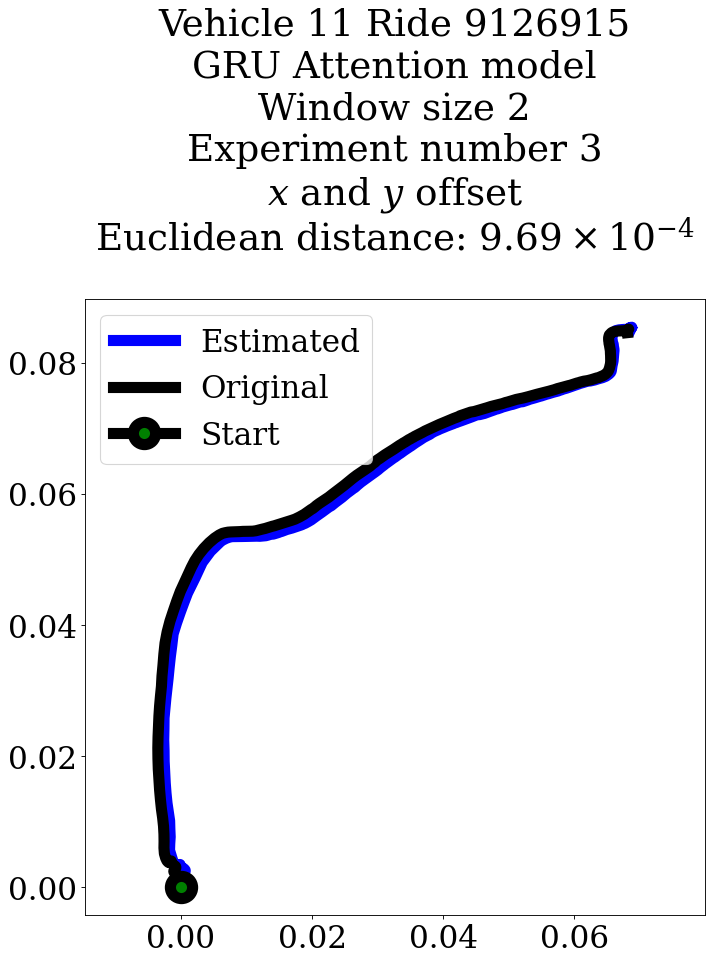 Vehicle 11 Ride 9126915
GRU Attention model
Window size 2
Experiment number 3
x and y offset
Euclidean distance: 9.69 × 10⁻⁴
Estimated
Original
Start
0.08
0.06
0.04
0.02
0.00
0.00 0.02 0.04 0.06